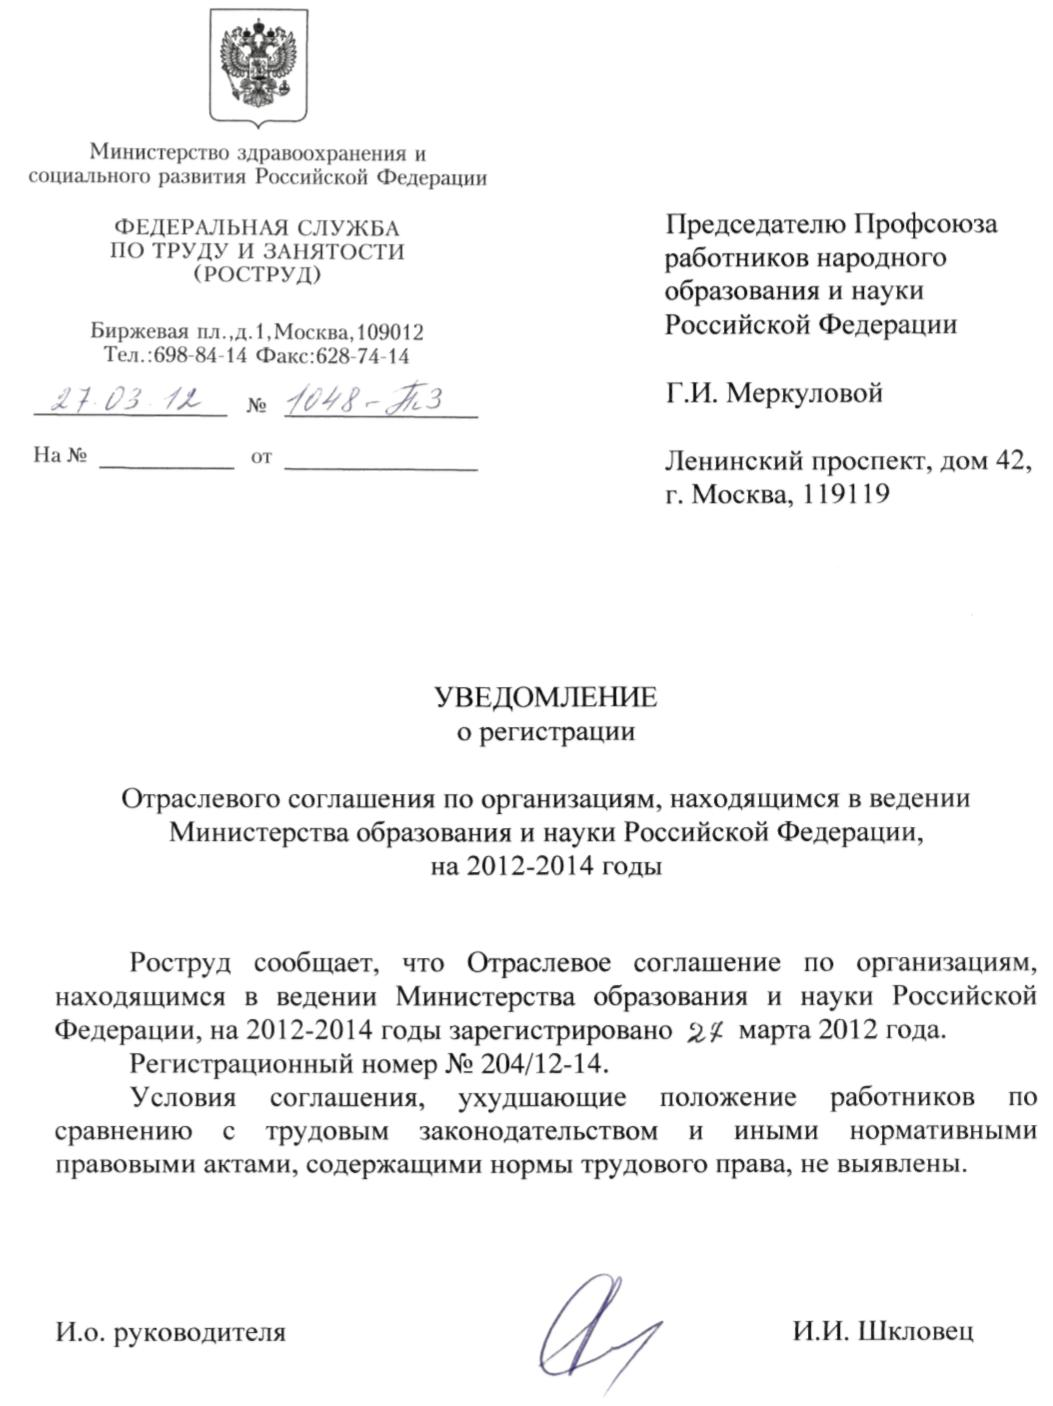 Министерство здравоохранения и
социального развития Российской Федерации
ФЕДЕРАЛЬНАЯ СЛУЖБА
ПО ТРУДУ И ЗАНЯТОСТИ
(РОСТРУД)
Биржевая пл.,д.1,Москва,109012
Тел.:698-84-14 Факс:628-74-14
27.03.12 № 1048-ТЗ
На № от
Председателю Профсоюза
работников народного
образования и науки
Российской Федерации
Г.И. Меркуловой
Ленинский проспект, дом 42,
г. Москва, 119119
УВЕДОМЛЕНИЕ
о регистрации
Отраслевого соглашения по организациям, находящимся в ведении
Министерства образования и науки Российской Федерации,
на 2012-2014 годы
Роструд сообщает, что Отраслевое соглашение по организациям,
находящимся в ведении Министерства образования и науки Российской
Федерации, на 2012-2014 годы зарегистрировано 27 марта 2012 года.
Регистрационный номер № 204/12-14.
Условия соглашения, ухудшающие положение работников по
сравнению с трудовым законодательством и иными нормативными
правовыми актами, содержащими нормы трудового права, не выявлены.
И.о. руководителя И.И. Шкловец